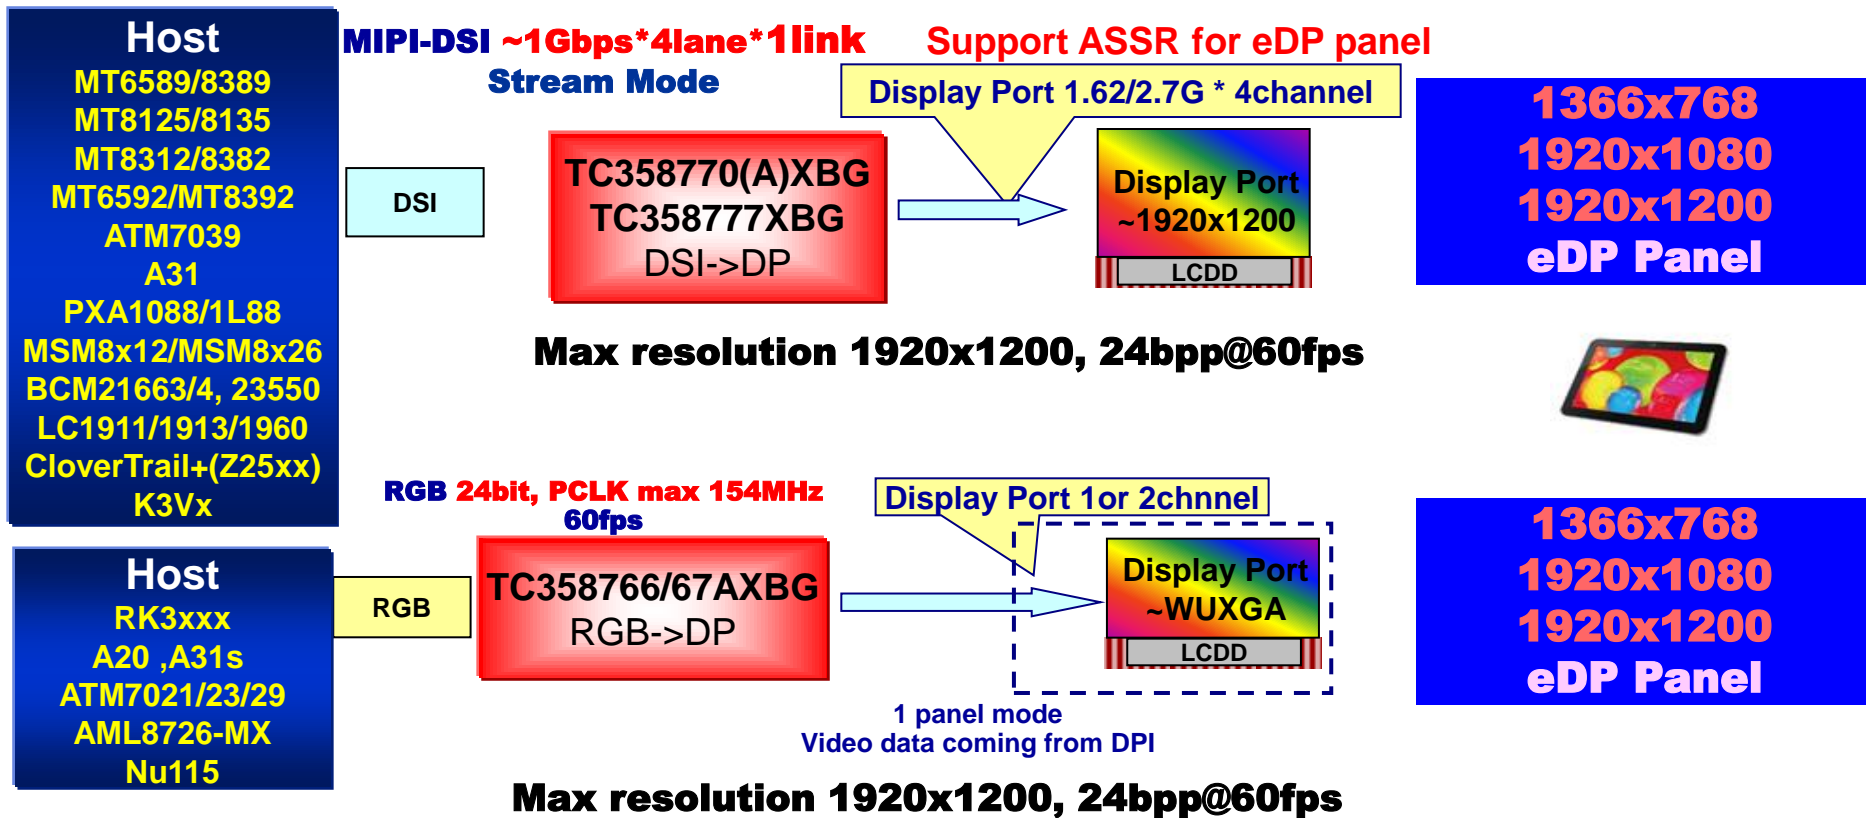 Host
MT6589/8389
MT8125/8135
MT8312/8382
MT6592/MT8392
ATM7039
A31
PXA1088/1L88
MSM8x12/MSM8x26
BCM21663/4, 23550
LC1911/1913/1960
CloverTrail+(Z25xx)
K3Vx
MIPI-DSI ~1Gbps*4lane*1link
Stream Mode
Support ASSR for eDP panel
Display Port 1.62/2.7G * 4channel
DSI
TC358770(A)XBG
TC358777XBG
DSI->DP
Display Port
~1920x1200
LCDD
1366x768
1920x1080
1920x1200
eDP Panel
Max resolution 1920x1200, 24bpp@60fps
Host
RK3xxx
A20 ,A31s
ATM7021/23/29
AML8726-MX
Nu115
RGB 24bit, PCLK max 154MHz
60fps
Display Port 1or 2chnnel
RGB
TC358766/67AXBG
RGB->DP
Display Port
~WUXGA
LCDD
1366x768
1920x1080
1920x1200
eDP Panel
1 panel mode
Video data coming from DPI
Max resolution 1920x1200, 24bpp@60fps